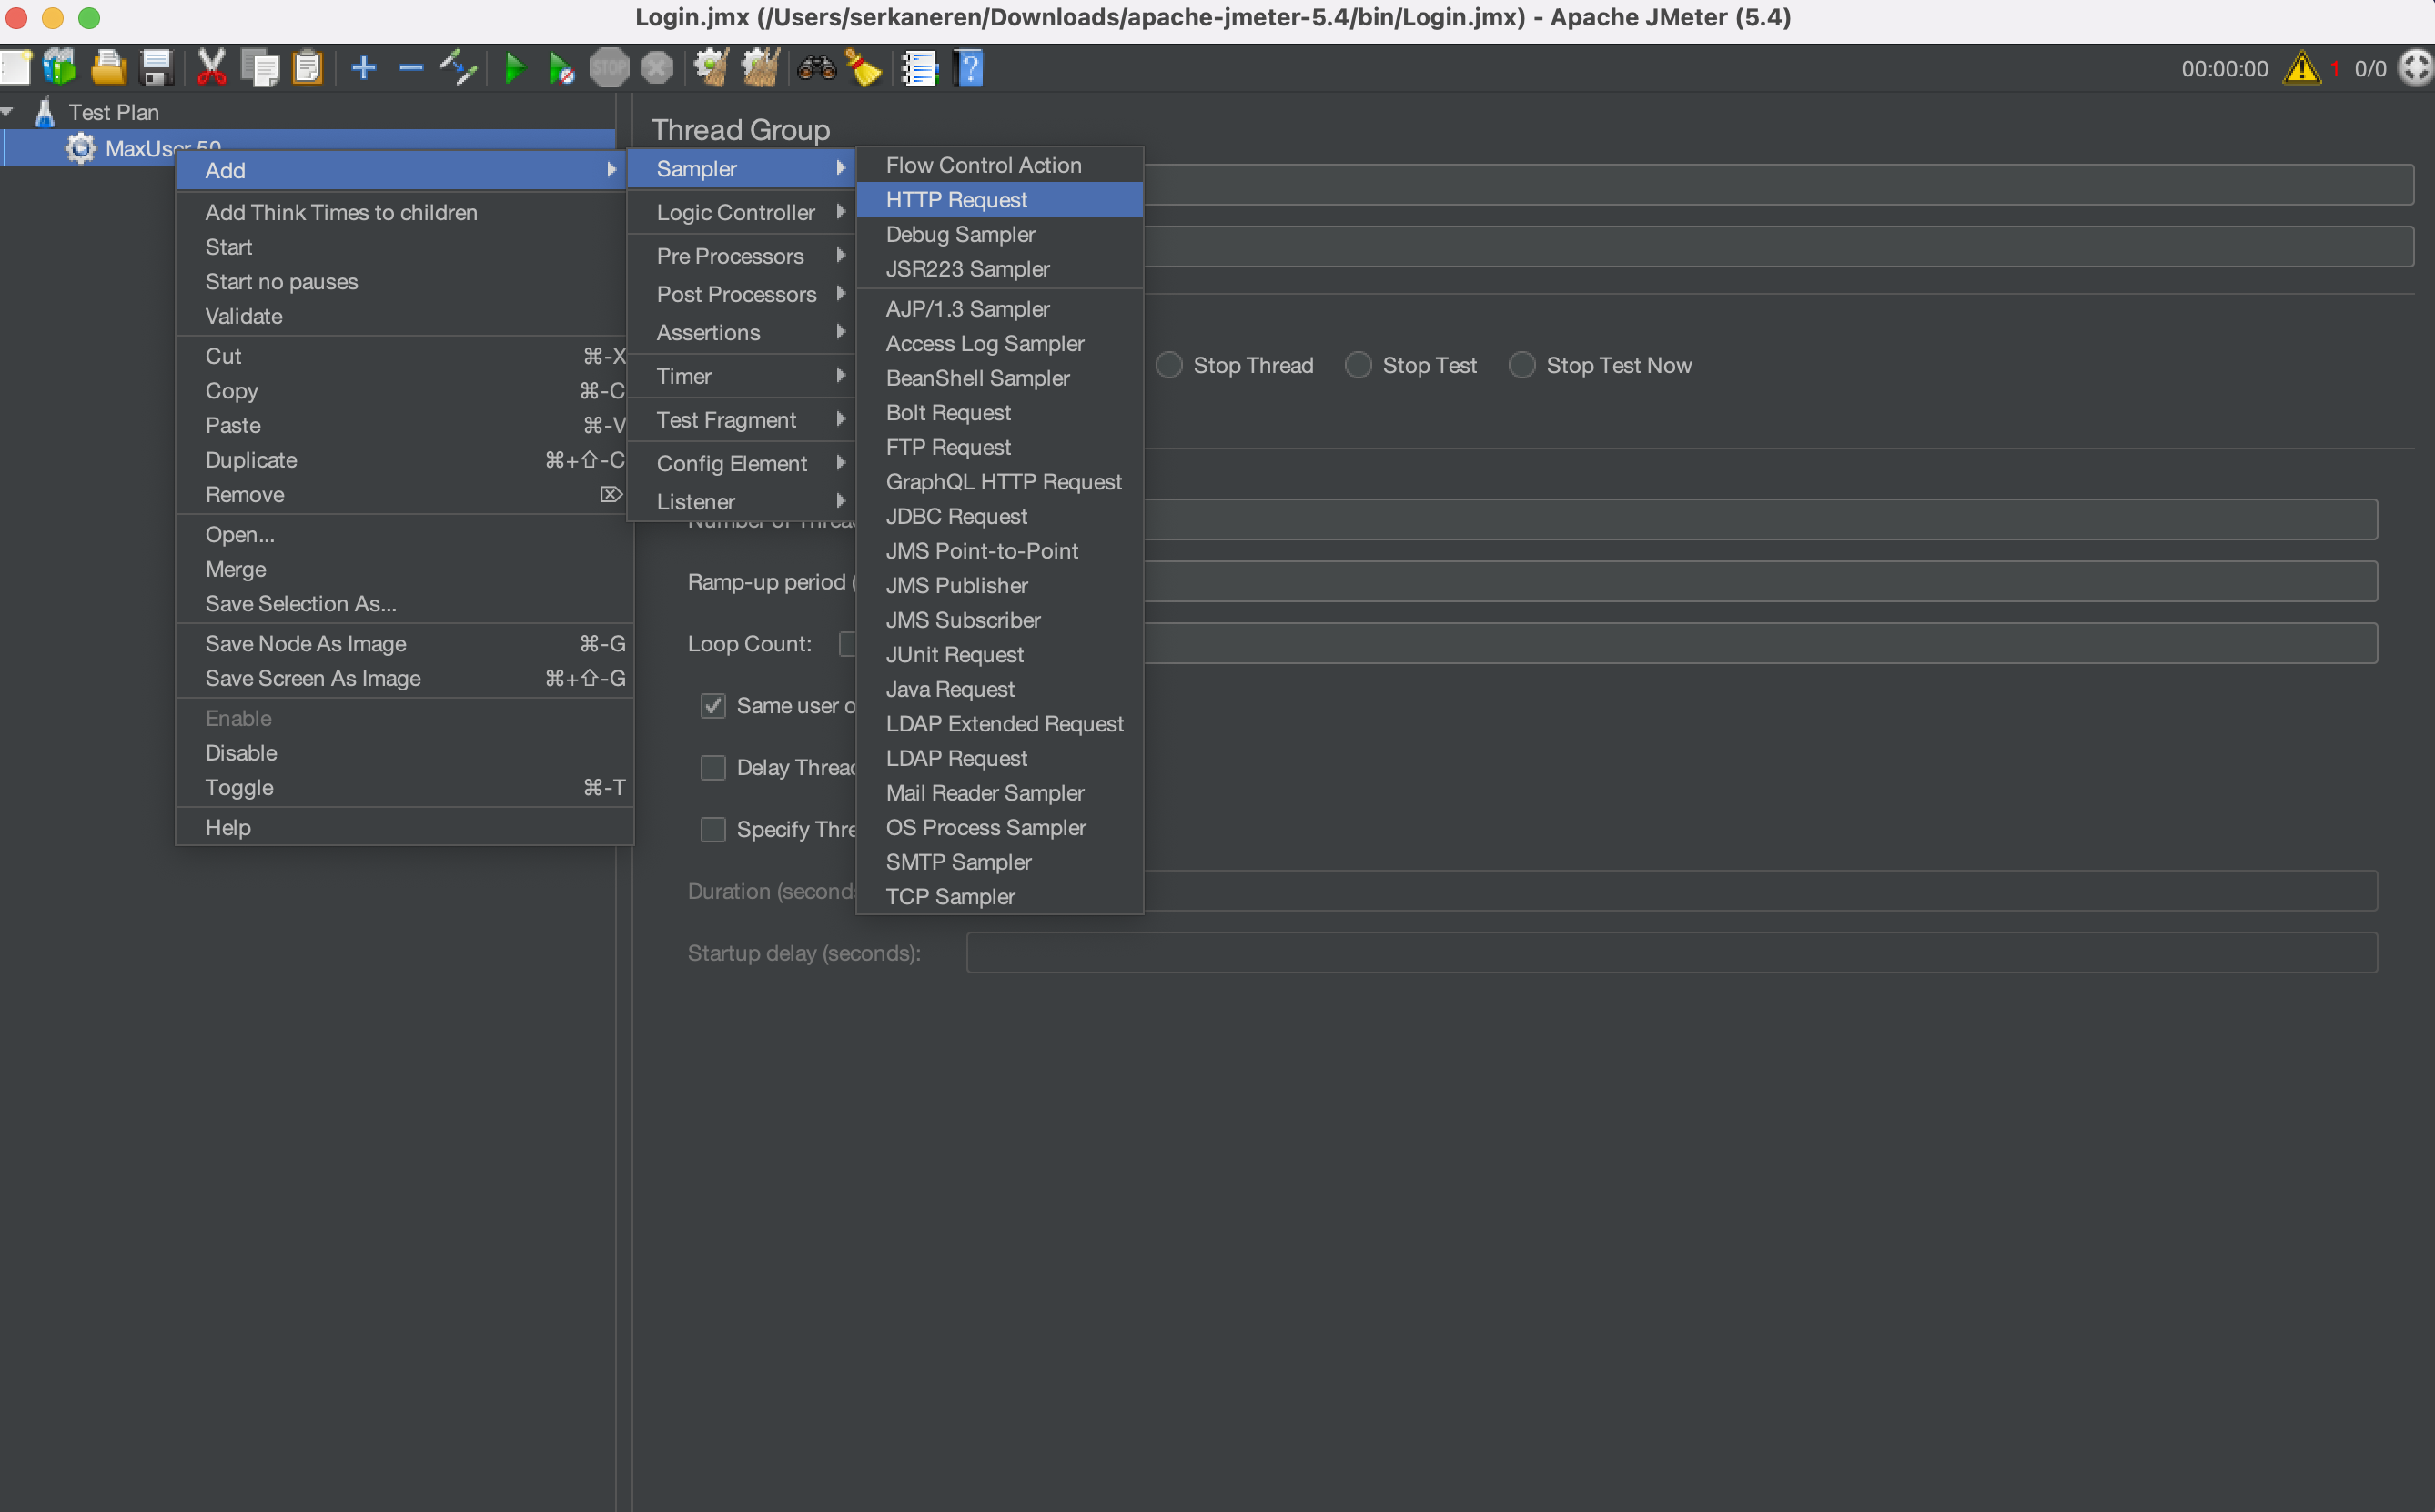 Login.jmx (/Users/serkaneren/Downloads/apache-jmeter-5.4/bin/Login.jmx) - Apache JMeter (5.4)
STOP
?
00:00:00 1 0/0
Test Plan
MaxUser 50
Add
Add Think Times to children
Start
Start no pauses
Validate
Cut ⌘-X
Copy ⌘-C
Paste ⌘-V
Duplicate ⌘+⇧-C
Remove ⌦
Open...
Merge
Save Selection As...
Save Node As Image ⌘-G
Save Screen As Image ⌘+⇧-G
Enable
Disable
Toggle ⌘-T
Help
Sampler
Logic Controller
Pre Processors
Post Processors
Assertions
Timer
Test Fragment
Config Element
Listener
Flow Control Action
HTTP Request
Debug Sampler
JSR223 Sampler
AJP/1.3 Sampler
Access Log Sampler
BeanShell Sampler
Bolt Request
FTP Request
GraphQL HTTP Request
JDBC Request
JMS Point-to-Point
JMS Publisher
JMS Subscriber
JUnit Request
Java Request
LDAP Extended Request
LDAP Request
Mail Reader Sampler
OS Process Sampler
SMTP Sampler
TCP Sampler
Thread Group
Stop Thread Stop Test Stop Test Now
Number of Threa
Ramp-up period (
Loop Count:
Same user o
Delay Threa
Specify Thre
Duration (second
Startup delay (seconds):